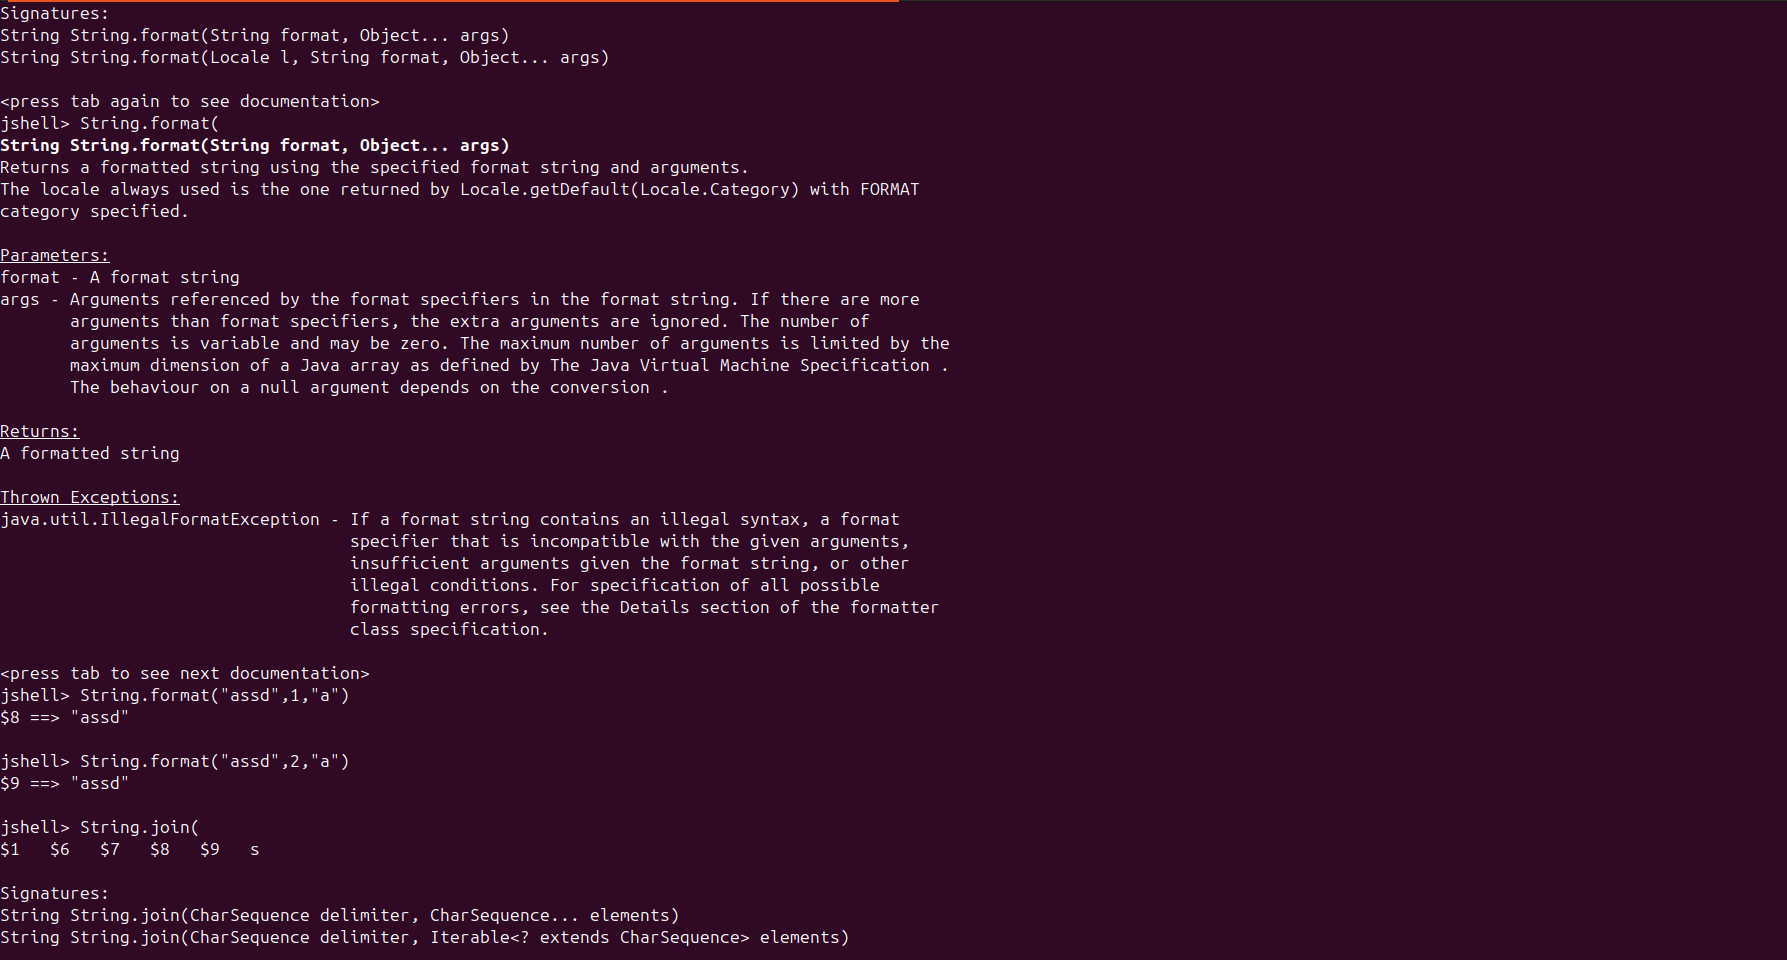 Signatures:
String String.format(String format, Object... args)
String String.format(Locale l, String format, Object... args)
<press tab again to see documentation>
jshell> String.format(
String String.format(String format, Object... args)
Returns a formatted string using the specified format string and arguments.
The locale always used is the one returned by Locale.getDefault(Locale.Category) with FORMAT
category specified.
Parameters:
format - A format string
args - Arguments referenced by the format specifiers in the format string. If there are more
arguments than format specifiers, the extra arguments are ignored. The number of
arguments is variable and may be zero. The maximum number of arguments is limited by the
maximum dimension of a Java array as defined by The Java Virtual Machine Specification .
The behaviour on a null argument depends on the conversion .
Returns:
A formatted string
Thrown Exceptions:
java.util.IllegalFormatException - If a format string contains an illegal syntax, a format
specifier that is incompatible with the given arguments,
insufficient arguments given the format string, or other
illegal conditions. For specification of all possible
formatting errors, see the Details section of the formatter
class specification.
<press tab to see next documentation>
jshell> String.format("assd",1,"a")
$8 ==> "assd"
jshell> String.format("assd",2,"a")
$9 ==> "assd"
jshell> String.join(
$1   $6   $7   $8   $9   s
Signatures:
String String.join(CharSequence delimiter, CharSequence... elements)
String String.join(CharSequence delimiter, Iterable<? extends CharSequence> elements)